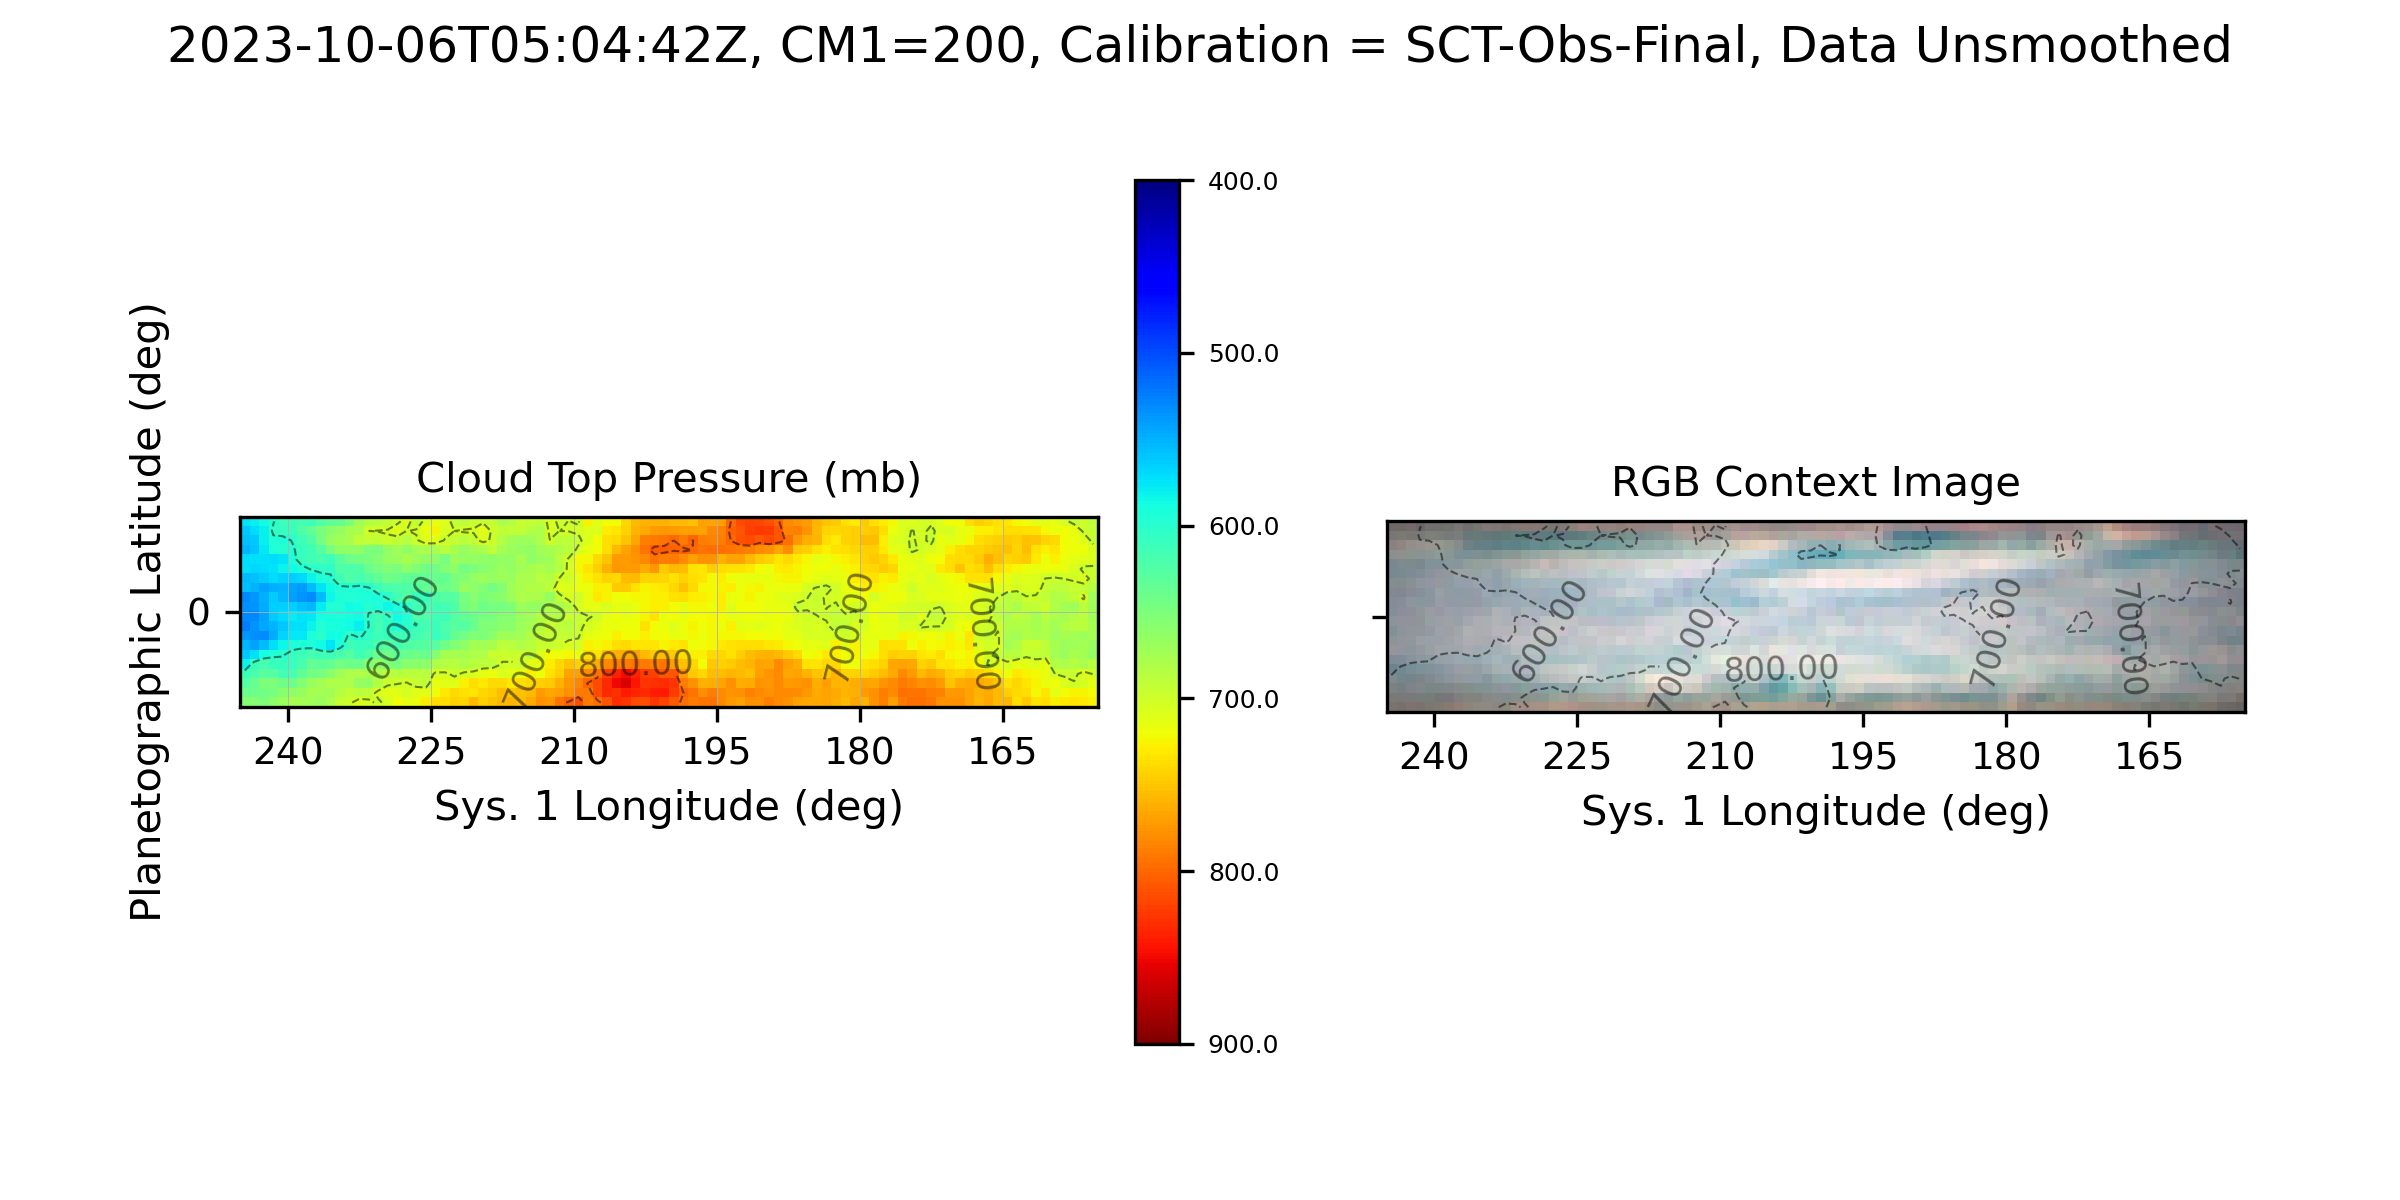 2023-10-06T05:04:42Z, CM1=200, Calibration = SCT-Obs-Final, Data Unsmoothed
Planetographic Latitude (deg)
0
Cloud Top Pressure (mb)
600.00
700.00
800.00
700.00
700.00
240 225 210 195 180 165
Sys. 1 Longitude (deg)
400.0
500.0
600.0
700.0
800.0
900.0
RGB Context Image
600.00
700.00
800.00
700.00
700.00
240 225 210 195 180 165
Sys. 1 Longitude (deg)